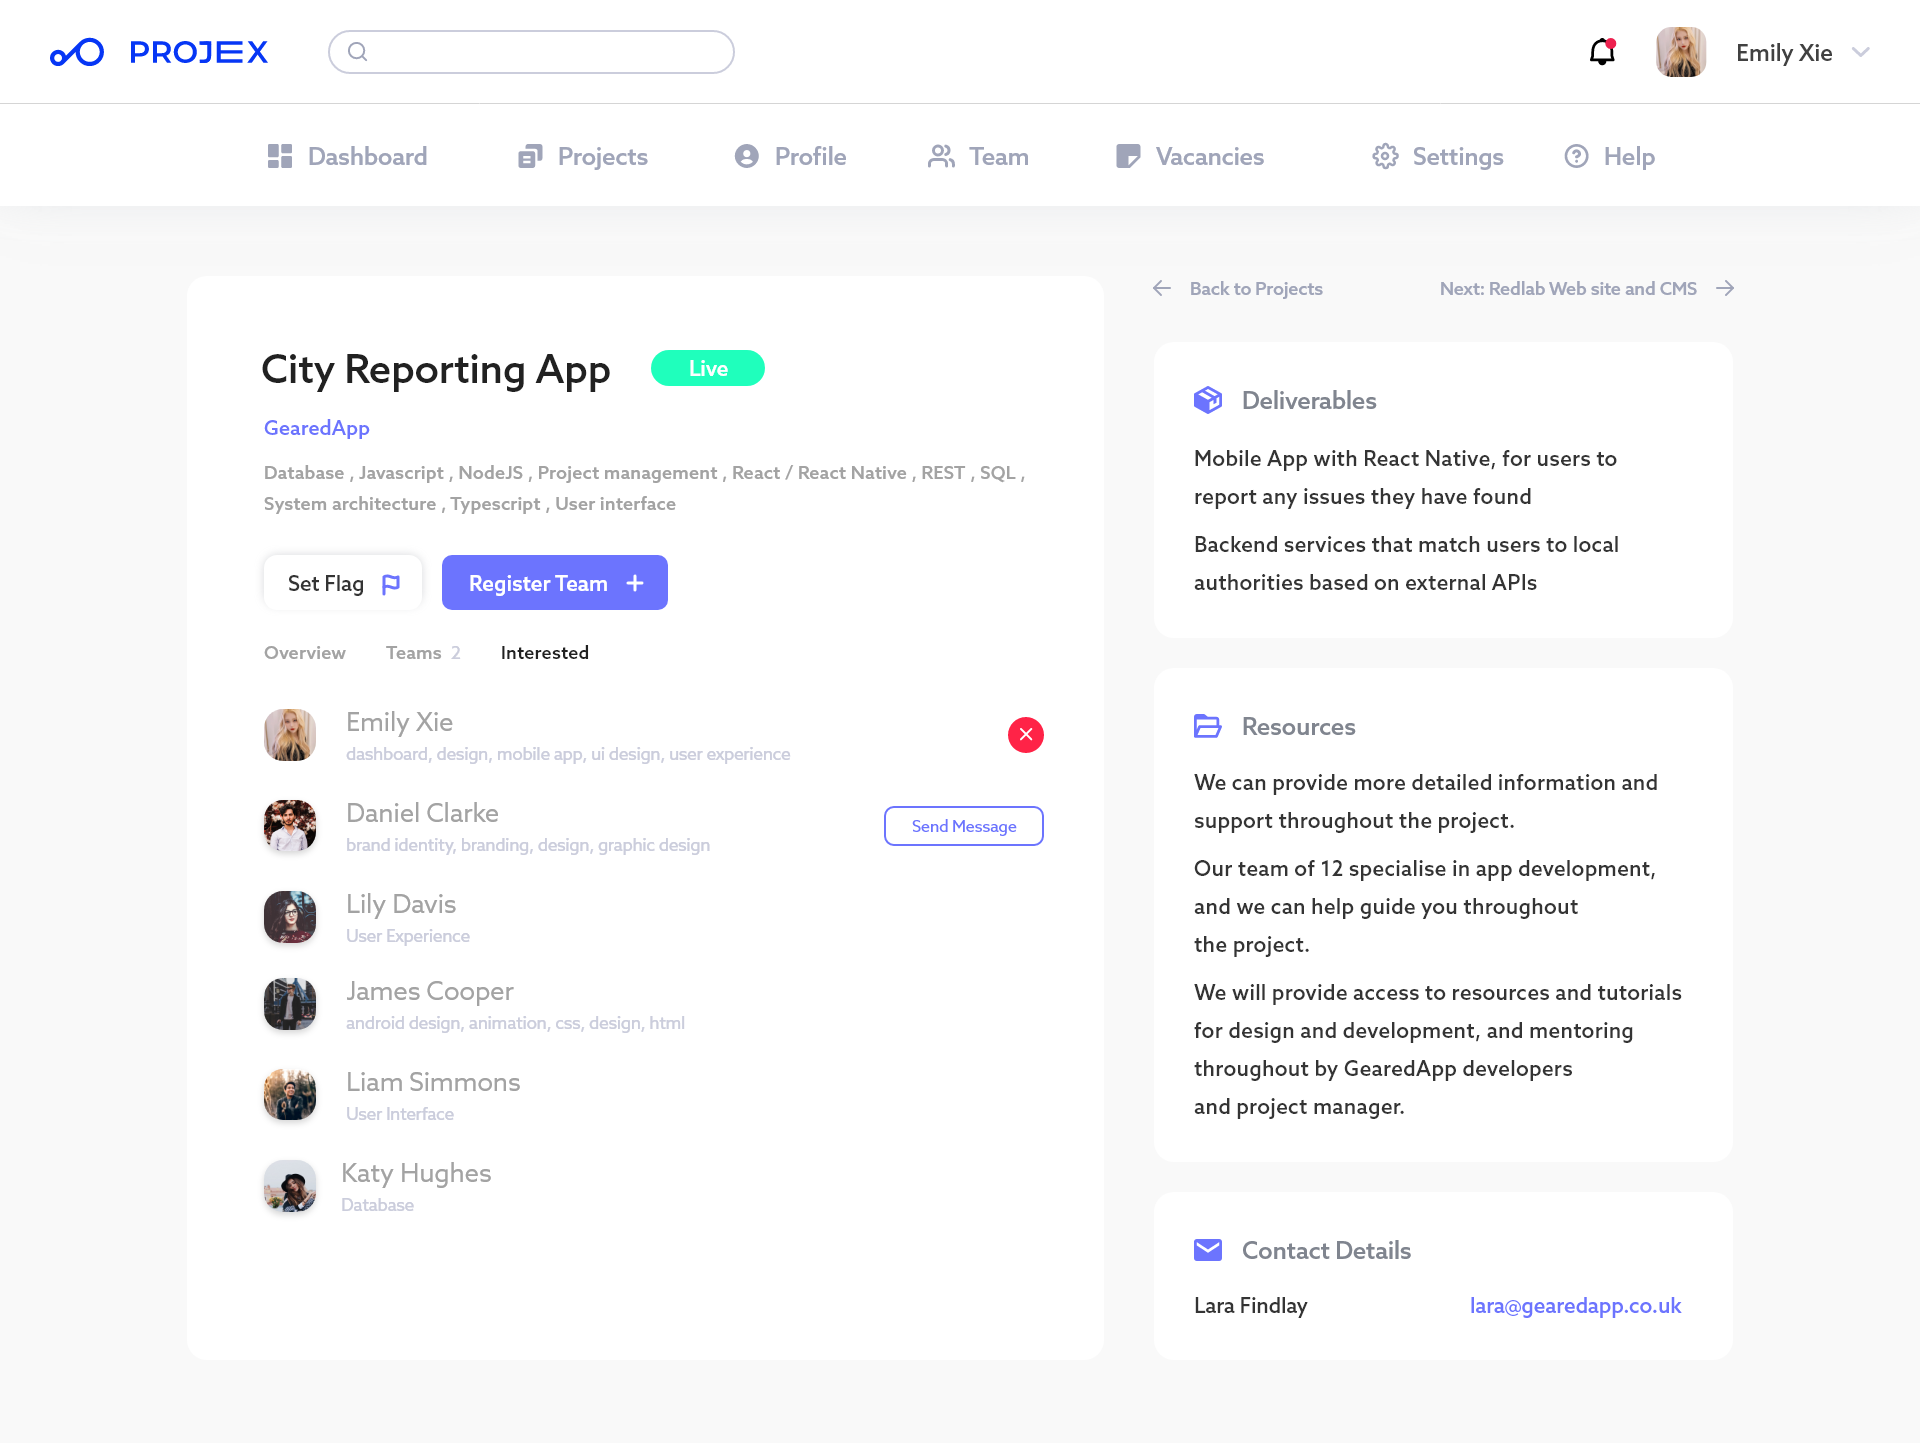 PROJEX
Emily Xie
Dashboard
Projects
Profile
Team
Vacancies
Settings
Help
Back to Projects
Next: Redlab Web site and CMS
City Reporting App
Live
GearedApp
Database , Javascript , NodeJS , Project management , React / React Native , REST , SQL ,
System architecture , Typescript , User interface
Set Flag
Register Team
Overview
Teams 2
Interested
Emily Xie
dashboard, design, mobile app, ui design, user experience
Daniel Clarke
brand identity, branding, design, graphic design
Send Message
Lily Davis
User Experience
James Cooper
android design, animation, css, design, html
Liam Simmons
User Interface
Katy Hughes
Database
Deliverables
Mobile App with React Native, for users to
report any issues they have found
Backend services that match users to local
authorities based on external APIs
Resources
We can provide more detailed information and
support throughout the project.
Our team of 12 specialise in app development,
and we can help guide you throughout
the project.
We will provide access to resources and tutorials
for design and development, and mentoring
throughout by GearedApp developers
and project manager.
Contact Details
Lara Findlay
lara@gearedapp.co.uk